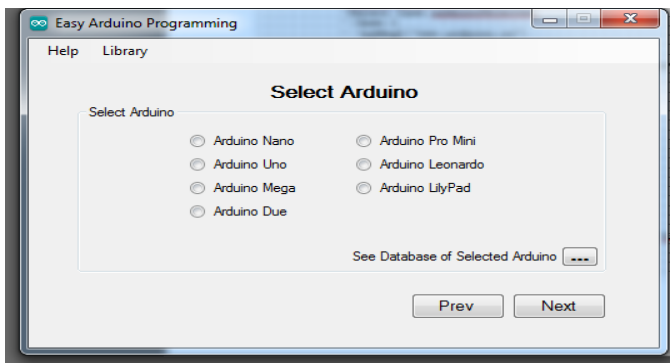 Easy Arduino Programming
Help Library
Select Arduino
Select Arduino
Arduino Nano Arduino Pro Mini
Arduino Uno Arduino Leonardo
Arduino Mega Arduino LilyPad
Arduino Due
See Database of Selected Arduino ...
Prev Next